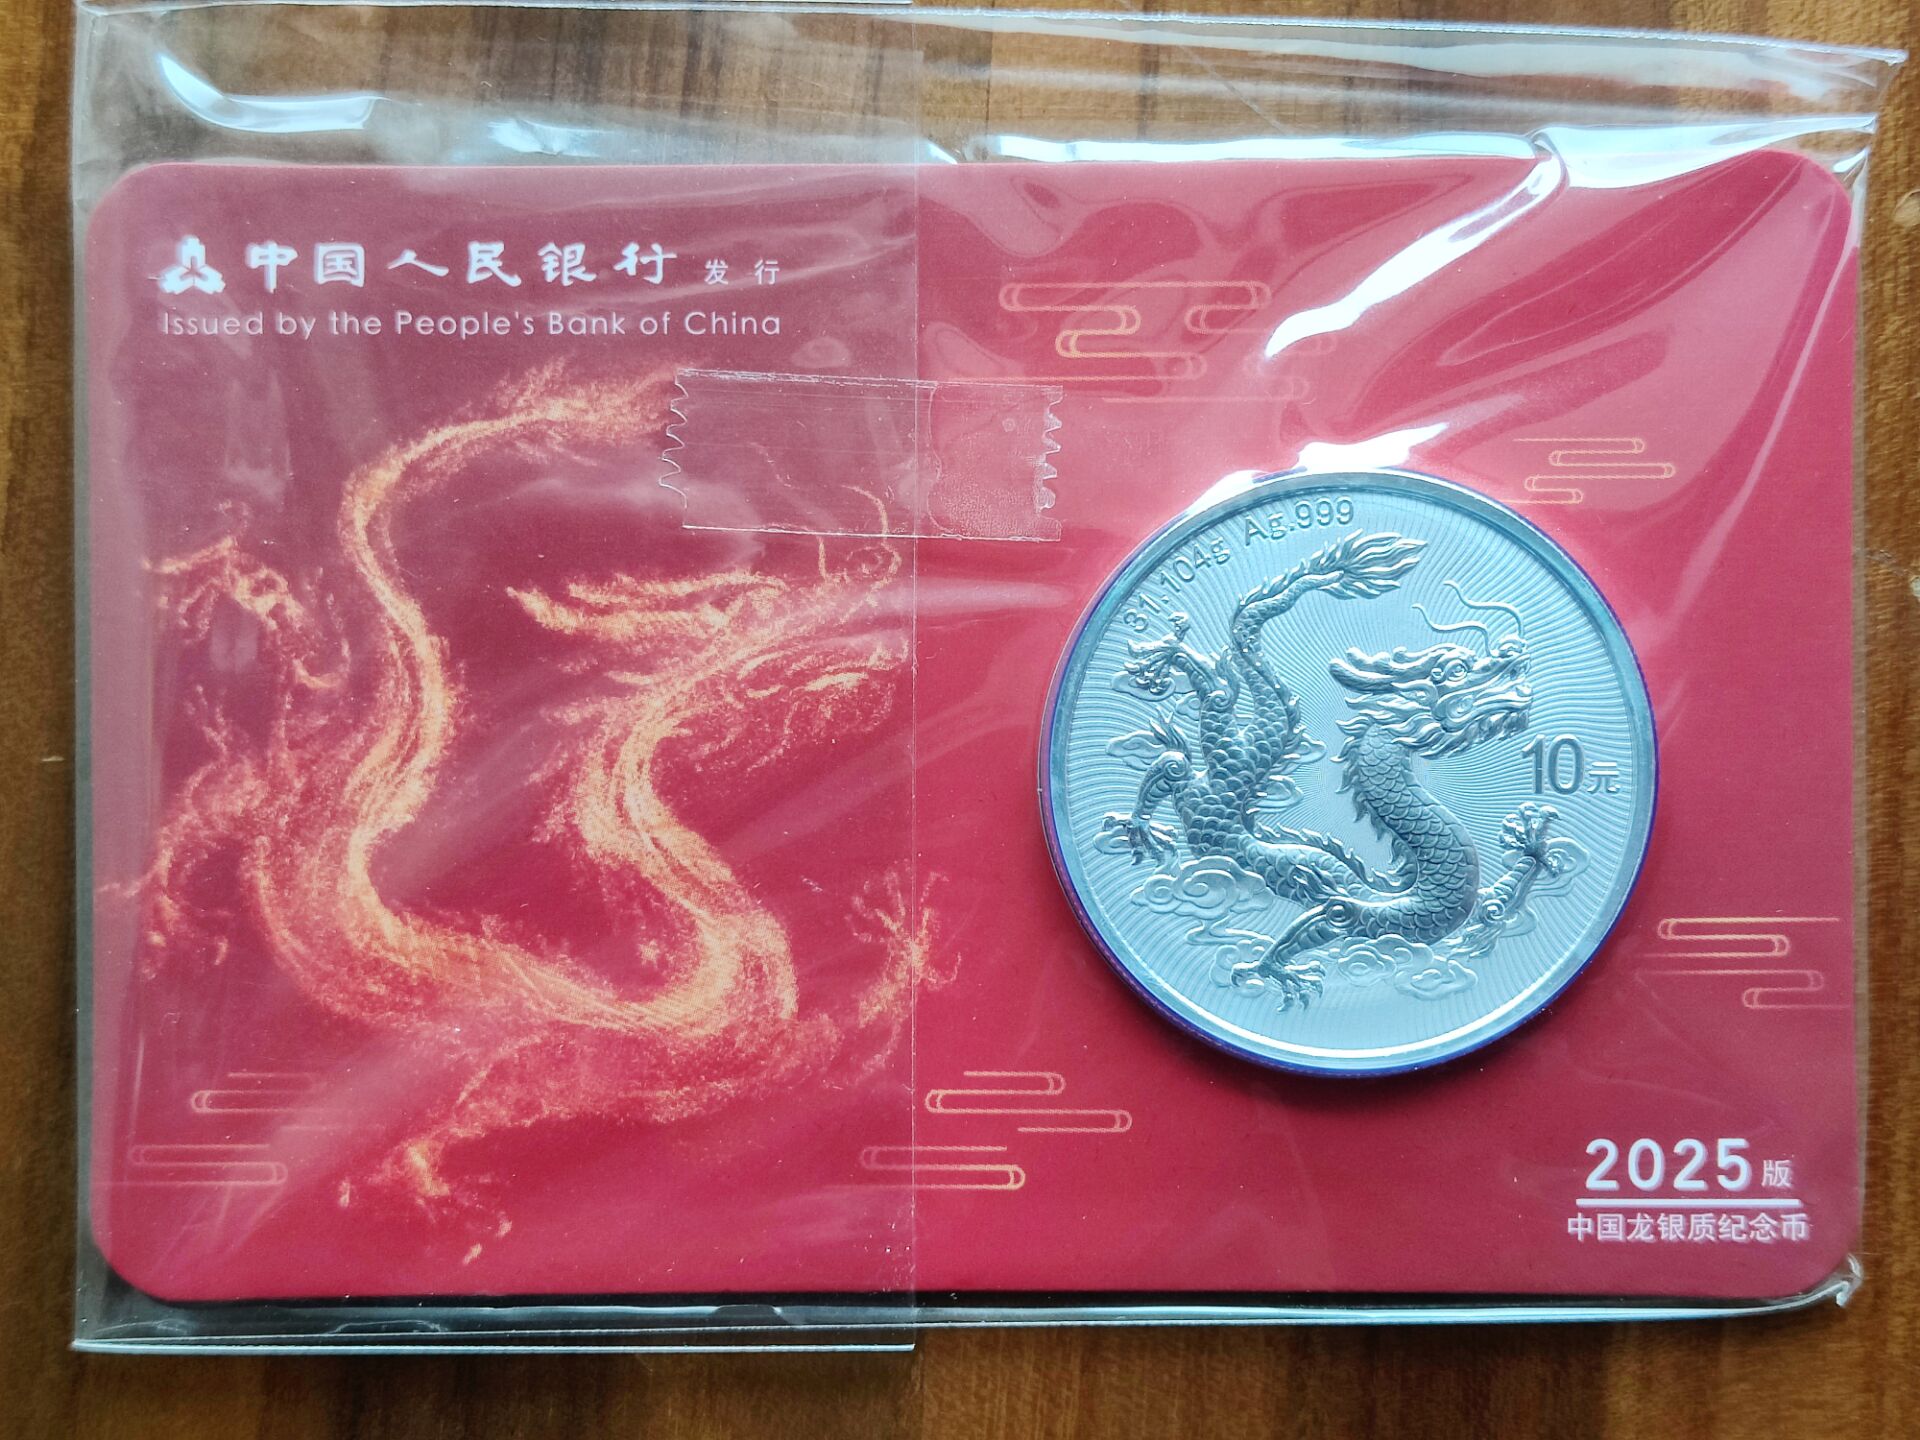 中国人民银行 发行
Issued by the People's Bank of China
31.104g Ag.999
10元
2025版
中国龙银质纪念币